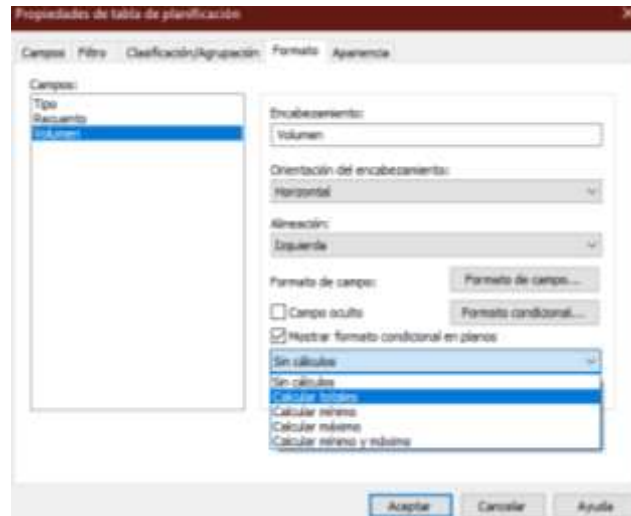 Propiedades de tabla de planificación
Campos Filtro Clasificación/Agrupación Formato Apariencia
Campos:
Tipo
Recuento
Volumen
Encabezamiento:
Volumen
Orientación del encabezamiento:
Horizontal
Alineación:
Izquierda
Formato de campo:
Formato de campo...
Campo oculto
Formato condicional...
Mostrar formato condicional en planos
Sin cálculos
Sin cálculos
Calcular totales
Calcular mínimo
Calcular máximo
Calcular mínimo y máximo
Aceptar Cancelar Ayuda